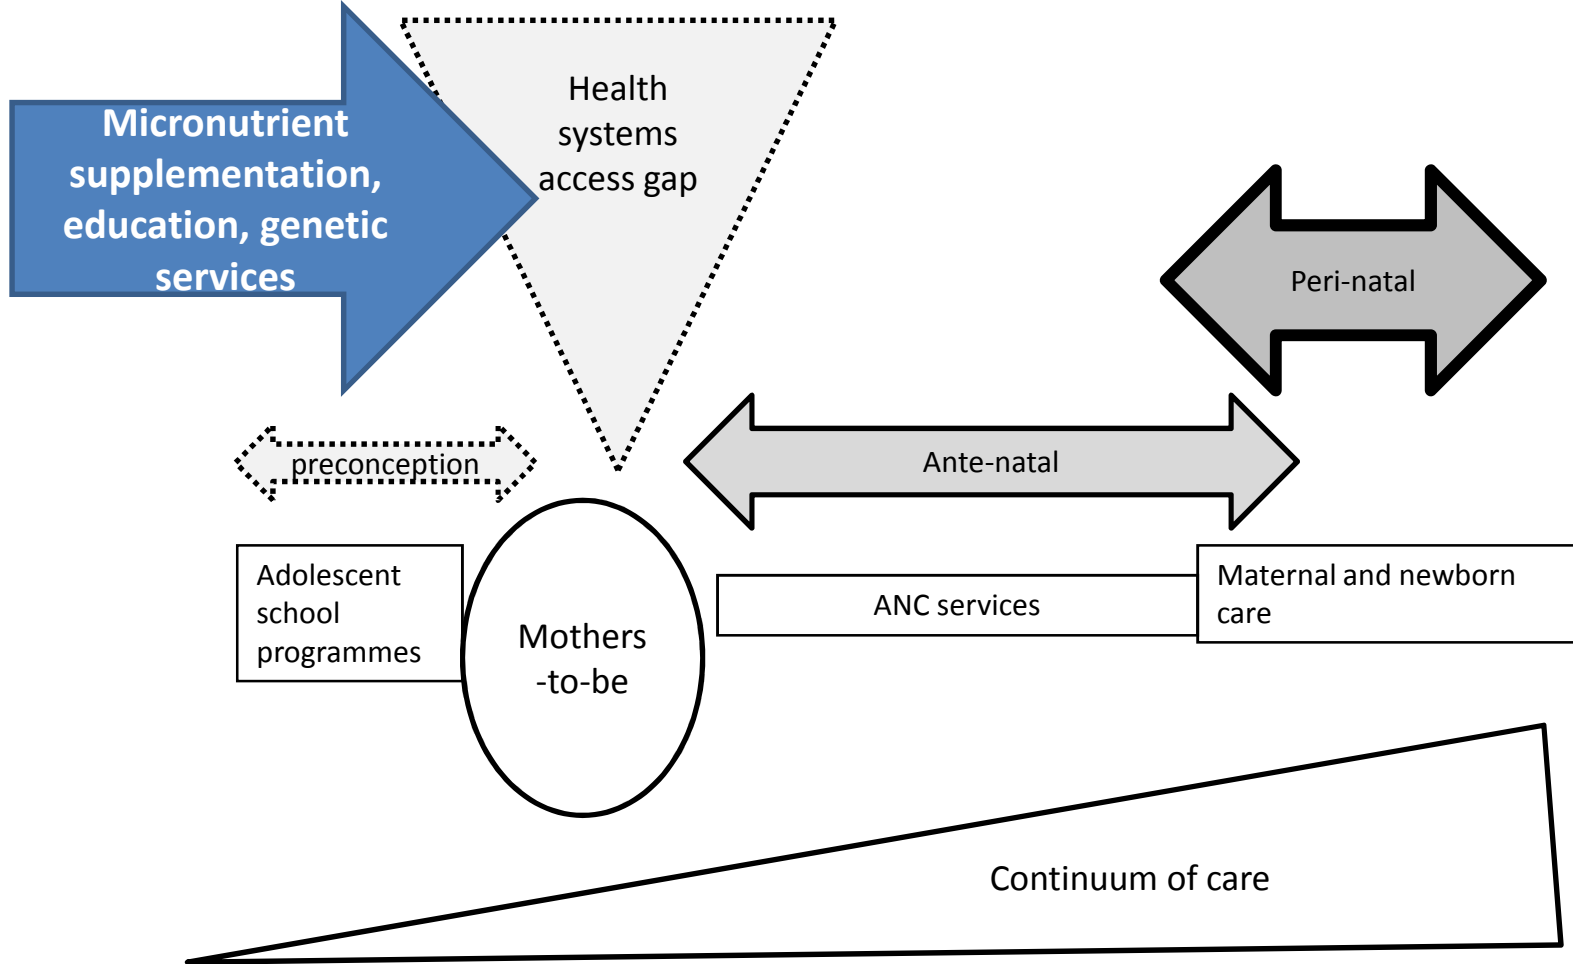 Micronutrient
supplementation,
education, genetic
services
Health
systems
access gap
Peri-natal
preconception
Ante-natal
Adolescent
school
programmes
Mothers
-to-be
ANC services
Maternal and newborn
care
Continuum of care